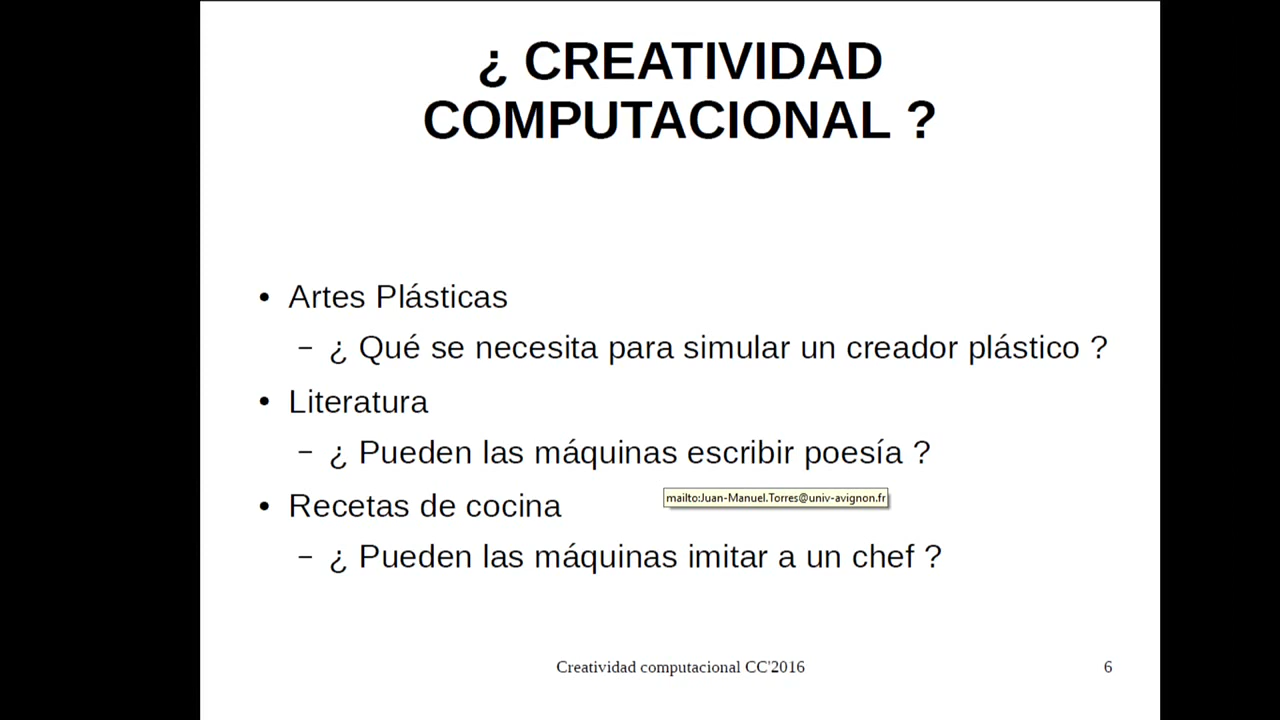 ¿ CREATIVIDAD
COMPUTACIONAL ?
• Artes Plásticas
– ¿ Qué se necesita para simular un creador plástico ?
• Literatura
– ¿ Pueden las máquinas escribir poesía ?
mailto:Juan-Manuel.Torres@univ-avignon.fr
• Recetas de cocina
– ¿ Pueden las máquinas imitar a un chef ?
Creatividad computacional CC'2016
6